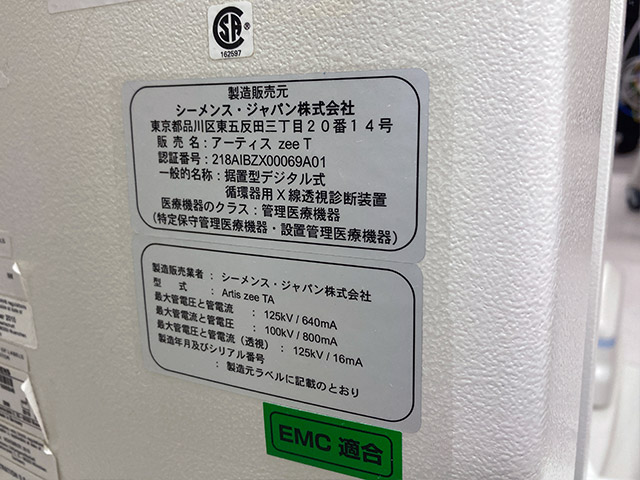 CSA
®
162597
製造販売元
シーメンス・ジャパン株式会社
東京都品川区東五反田三丁目20番14号
販 売 名：アーティス zee T
認証番号：218AIBZX00069A01
一般的名称：据置型デジタル式
循環器用X線透視診断装置
医療機器のクラス：管理医療機器
（特定保守管理医療機器・設置管理医療機器）
製造販売業者：シーメンス・ジャパン株式会社
型 式：Artis zee TA
最大管電圧と管電流：125kV / 640mA
最大管電流と管電圧：100kV / 800mA
最大管電圧と管電流（透視）：125kV / 16mA
製造年月及びシリアル番号
：製造元ラベルに記載のとおり
EMC 適合